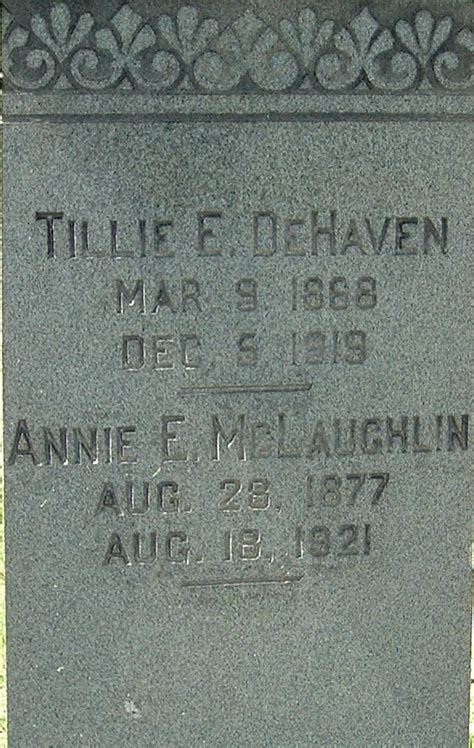 TILLIE E. DEHAVEN
MAR. 9, 1868
DEC. 5, 1919
ANNIE E. MCLAUGHLIN
AUG. 28, 1877
AUG. 18, 1921